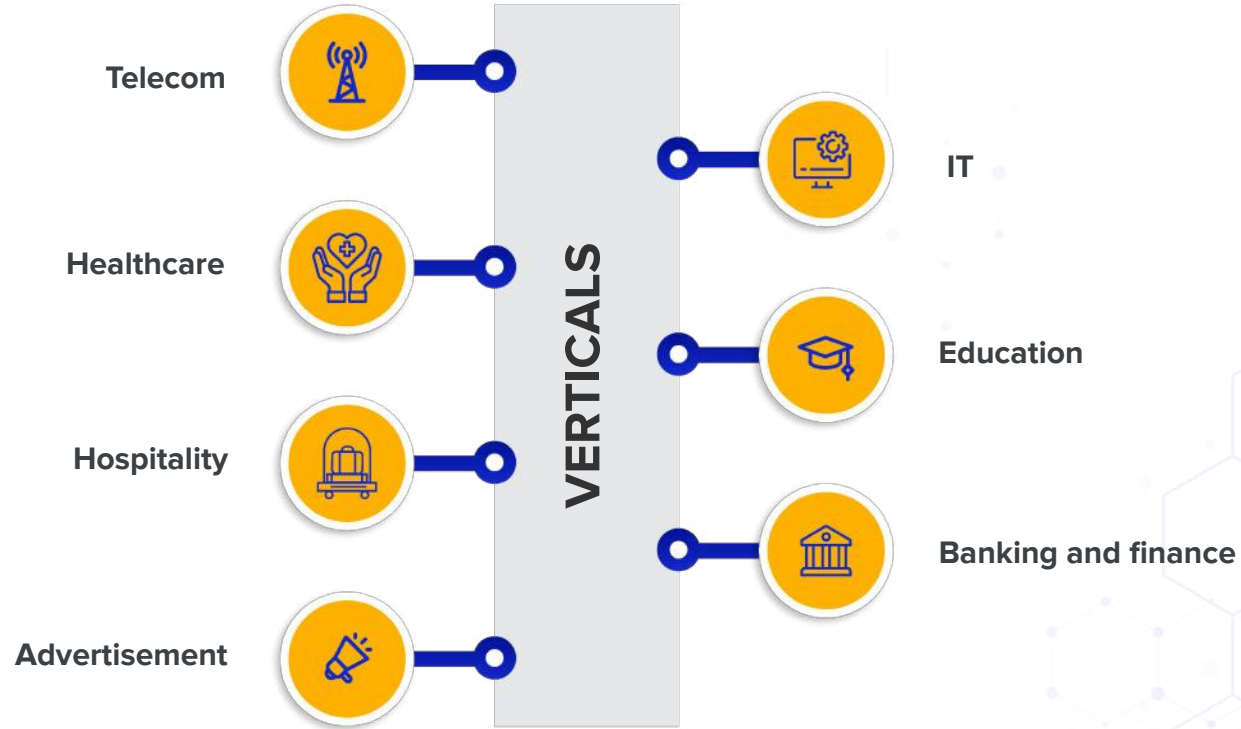 Telecom
IT
Healthcare
VERTICALS
Education
Hospitality
Banking and finance
Advertisement